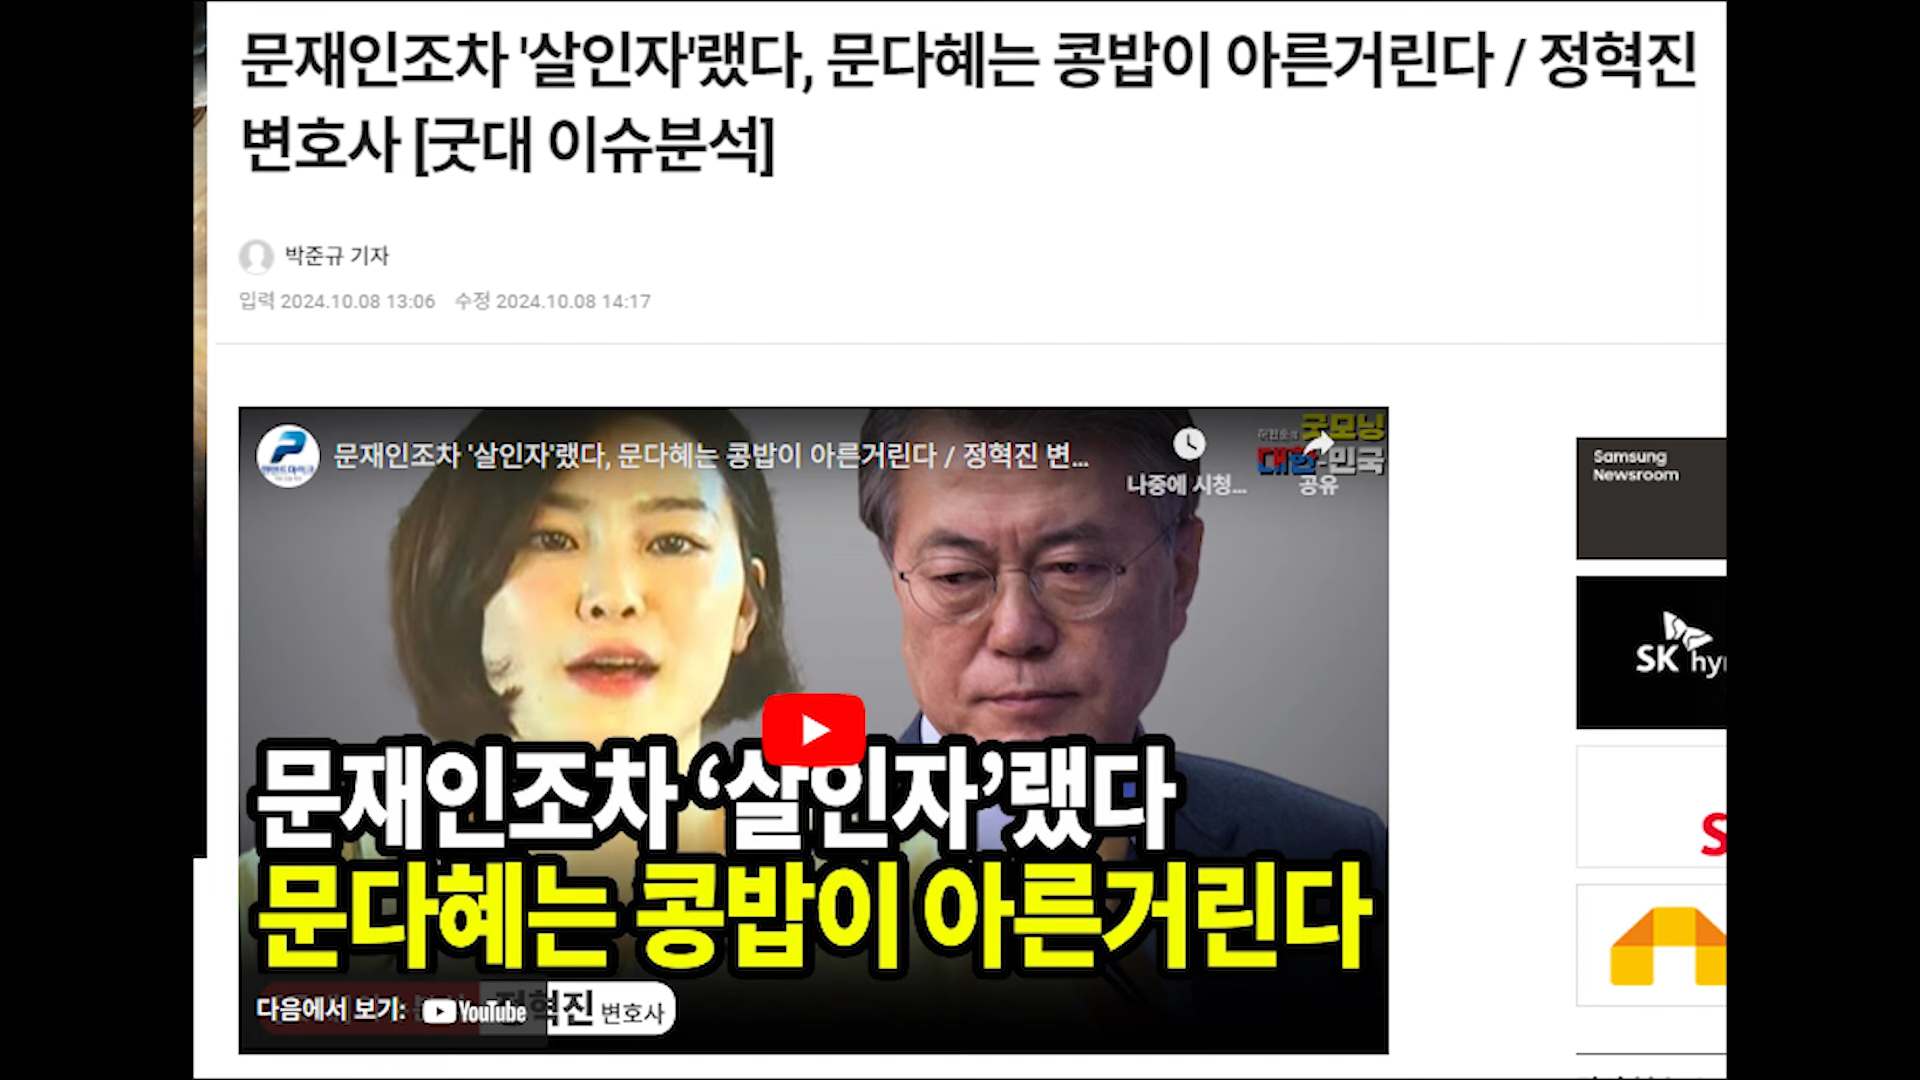 문재인조차 '살인자'랬다, 문다혜는 콩밥이 아른거린다 / 정혁진
변호사 [굿대 이슈분석]
박준규 기자
입력 2024.10.08 13:06 수정 2024.10.08 14:17
문재인조차 '살인자'랬다, 문다혜는 콩밥이 아른거린다 / 정혁진 변...
나중에 시청...
공유
굿모닝
대한민국
문재인조차 ‘살인자’랬다
문다혜는 콩밥이 아른거린다
다음에서 보기: YouTube
정혁진 변호사
Samsung
Newsroom
SK hy
S